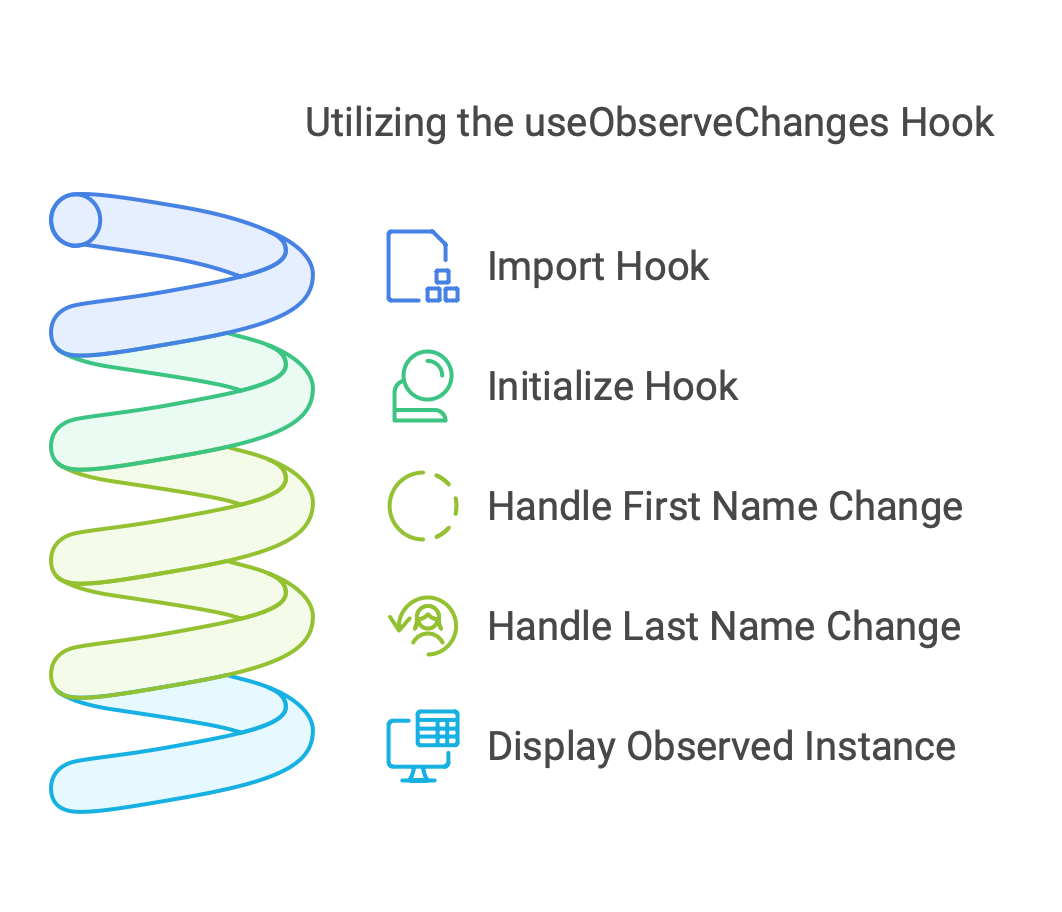 Utilizing the useObserveChanges Hook
Import Hook
Initialize Hook
Handle First Name Change
Handle Last Name Change
Display Observed Instance